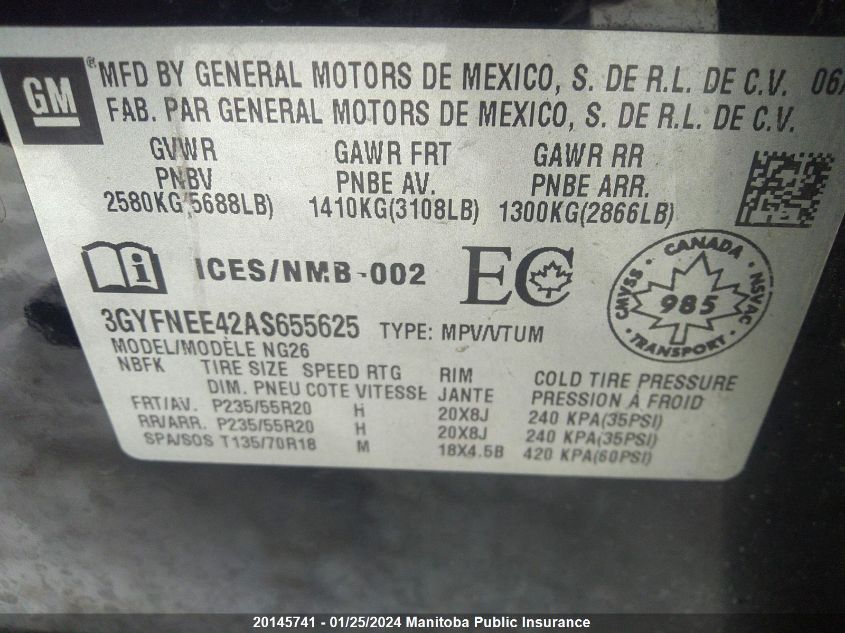 GM
MFD BY GENERAL MOTORS DE MEXICO, S. DE R.L. DE C.V. 06/
FAB. PAR GENERAL MOTORS DE MEXICO, S. DE R.L. DE C.V.
GVWR GAWR FRT GAWR RR
PNBV PNBE AV. PNBE ARR.
2580KG(5688LB) 1410KG(3108LB) 1300KG(2866LB)
i ICES/NMB-002 EC
CANADA
CMVSS 985 NSVAC
TRANSPORT
3GYFNEE42AS655625 TYPE: MPV/VTUM
MODEL/MODÈLE NG26
NBFK TIRE SIZE SPEED RTG RIM COLD TIRE PRESSURE
DIM. PNEU COTE VITESSE JANTE PRESSION À FROID
FRT/AV. P235/55R20 H 20X8J 240 KPA(35PSI)
RR/ARR. P235/55R20 H 20X8J 240 KPA(35PSI)
SPA/SOS T135/70R18 M 18X4.5B 420 KPA(60PSI)
20145741 - 01/25/2024 Manitoba Public Insurance